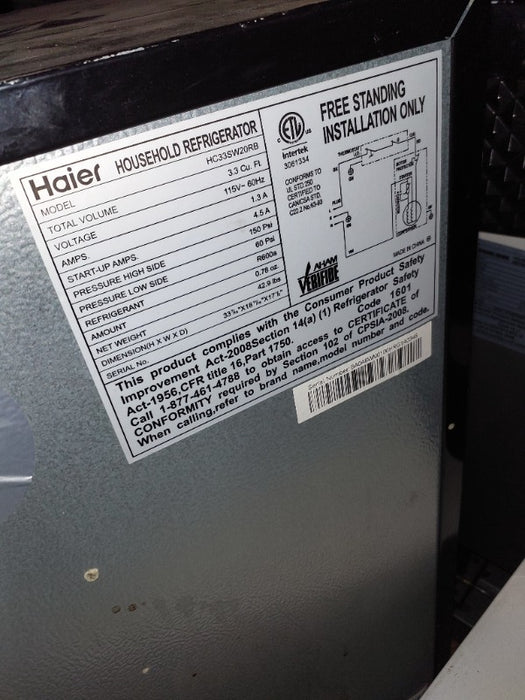 Haier HOUSEHOLD REFRIGERATOR
MODEL HC33SW20RB
TOTAL VOLUME 3.3 Cu. Ft.
VOLTAGE 115V~ 60Hz
AMPS. 1.3 A
START-UP AMPS. 4.5 A
PRESSURE HIGH SIDE 150 Psi
PRESSURE LOW SIDE 60 Psi
REFRIGERANT R600a
AMOUNT 0.78 oz.
NET WEIGHT 42.9 lbs
DIMENSION(H X W X D)
SERIAL No.
ETL
Intertek
CONFORMS TO
UL STD.250
CERTIFIED TO
CAN/CSA STD.
FREE STANDING
INSTALLATION ONLY
MADE IN CHINA
AHAM
VERIFIDE
This product complies with the Consumer Product Safety
Improvement Act-2008Section 14(a) (1) Refrigerator Safety
Act-1956,CFR title 16,Part 1750. Code 1601
Call 1-877-461-4788 to obtain access to CERTIFICATE of
CONFORMITY required by Section 102 of CPSIA-2008.
When calling,refer to brand name,model number and code.
Serial Number: